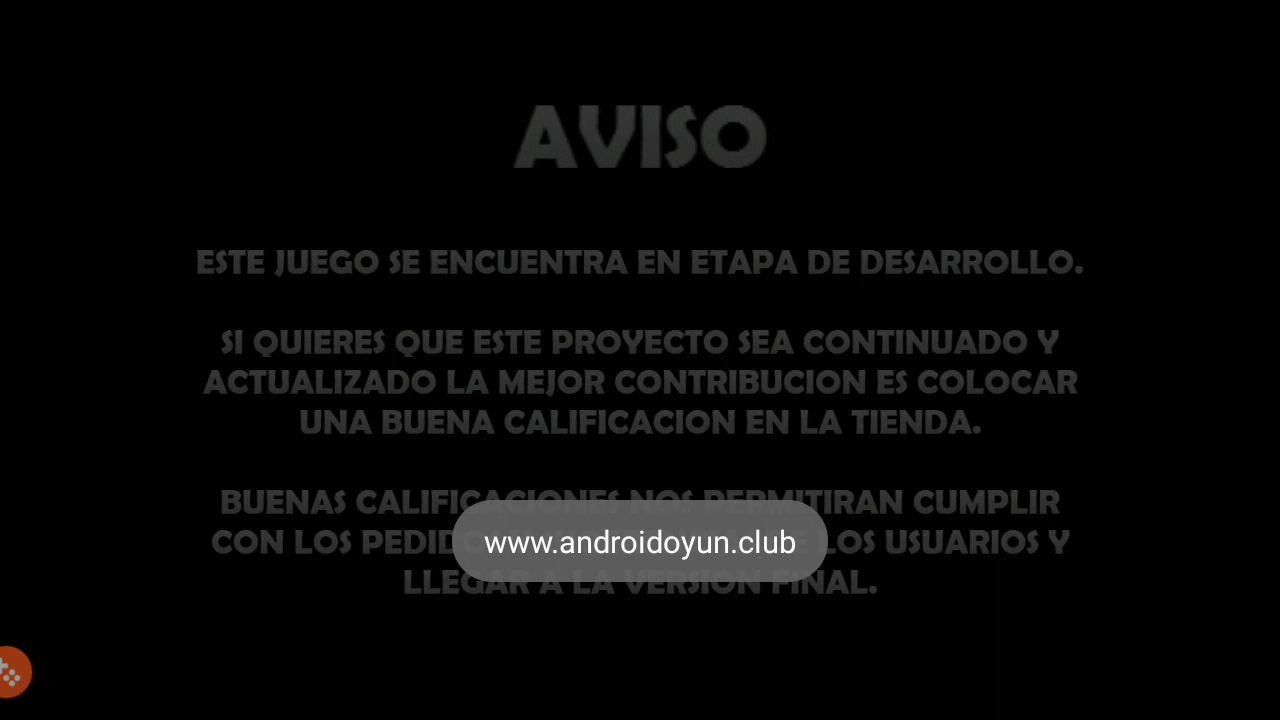 AVISO
ESTE JUEGO SE ENCUENTRA EN ETAPA DE DESARROLLO.
SI QUIERES QUE ESTE PROYECTO SEA CONTINUADO Y
ACTUALIZADO LA MEJOR CONTRIBUCION ES COLOCAR
UNA BUENA CALIFICACION EN LA TIENDA.
BUENAS CALIFICACIONES NOS PERMITIRAN CUMPLIR
CON LOS LOS USUARIOS Y
www.androidoyun.club
LLEGAR A LA VERSION FINAL.